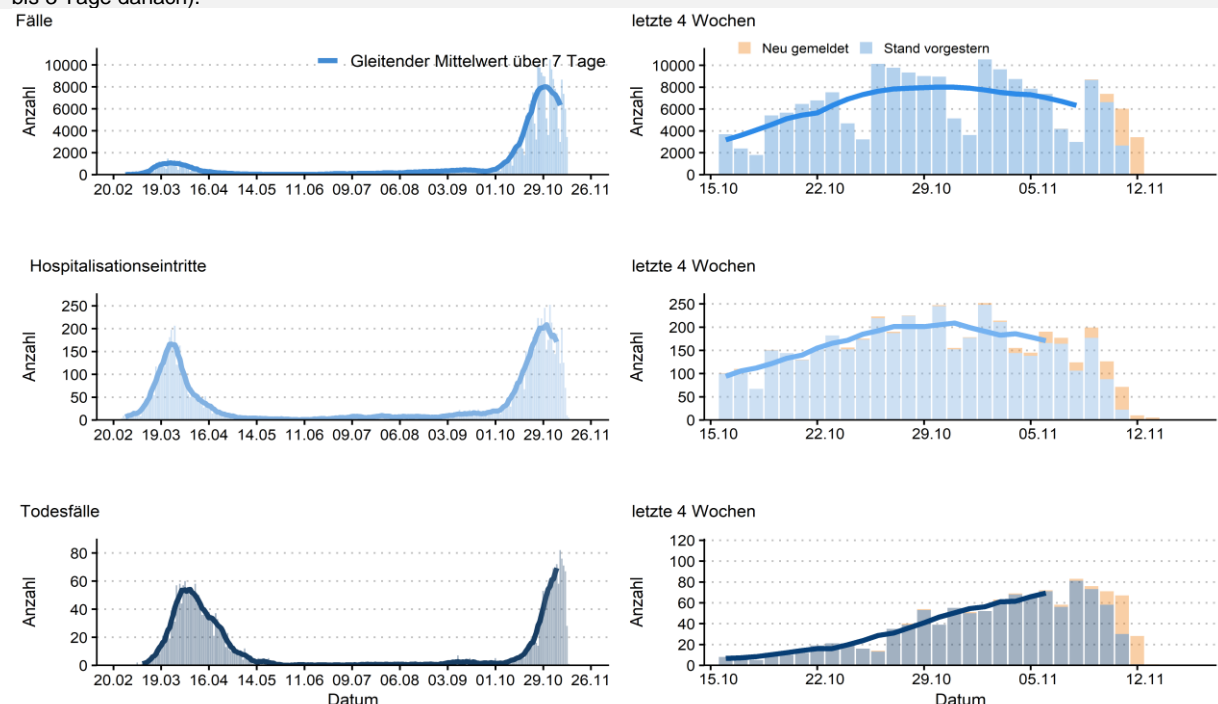 bis 3 Tage danach).
Fälle
letzte 4 Wochen
Gleitender Mittelwert über 7 Tage
Neu gemeldet Stand vorgestern
Anzahl
10000
8000
6000
4000
2000
0
20.02 19.03 16.04 14.05 11.06 09.07 06.08 03.09 01.10 29.10 26.11
Anzahl
10000
8000
6000
4000
2000
0
15.10 22.10 29.10 05.11 12.11
Hospitalisationseintritte
letzte 4 Wochen
Anzahl
250
200
150
100
50
0
20.02 19.03 16.04 14.05 11.06 09.07 06.08 03.09 01.10 29.10 26.11
Anzahl
250
200
150
100
50
0
15.10 22.10 29.10 05.11 12.11
Todesfälle
letzte 4 Wochen
Anzahl
80
60
40
20
0
20.02 19.03 16.04 14.05 11.06 09.07 06.08 03.09 01.10 29.10 26.11
Datum
Anzahl
120
100
80
60
40
20
0
15.10 22.10 29.10 05.11 12.11
Datum